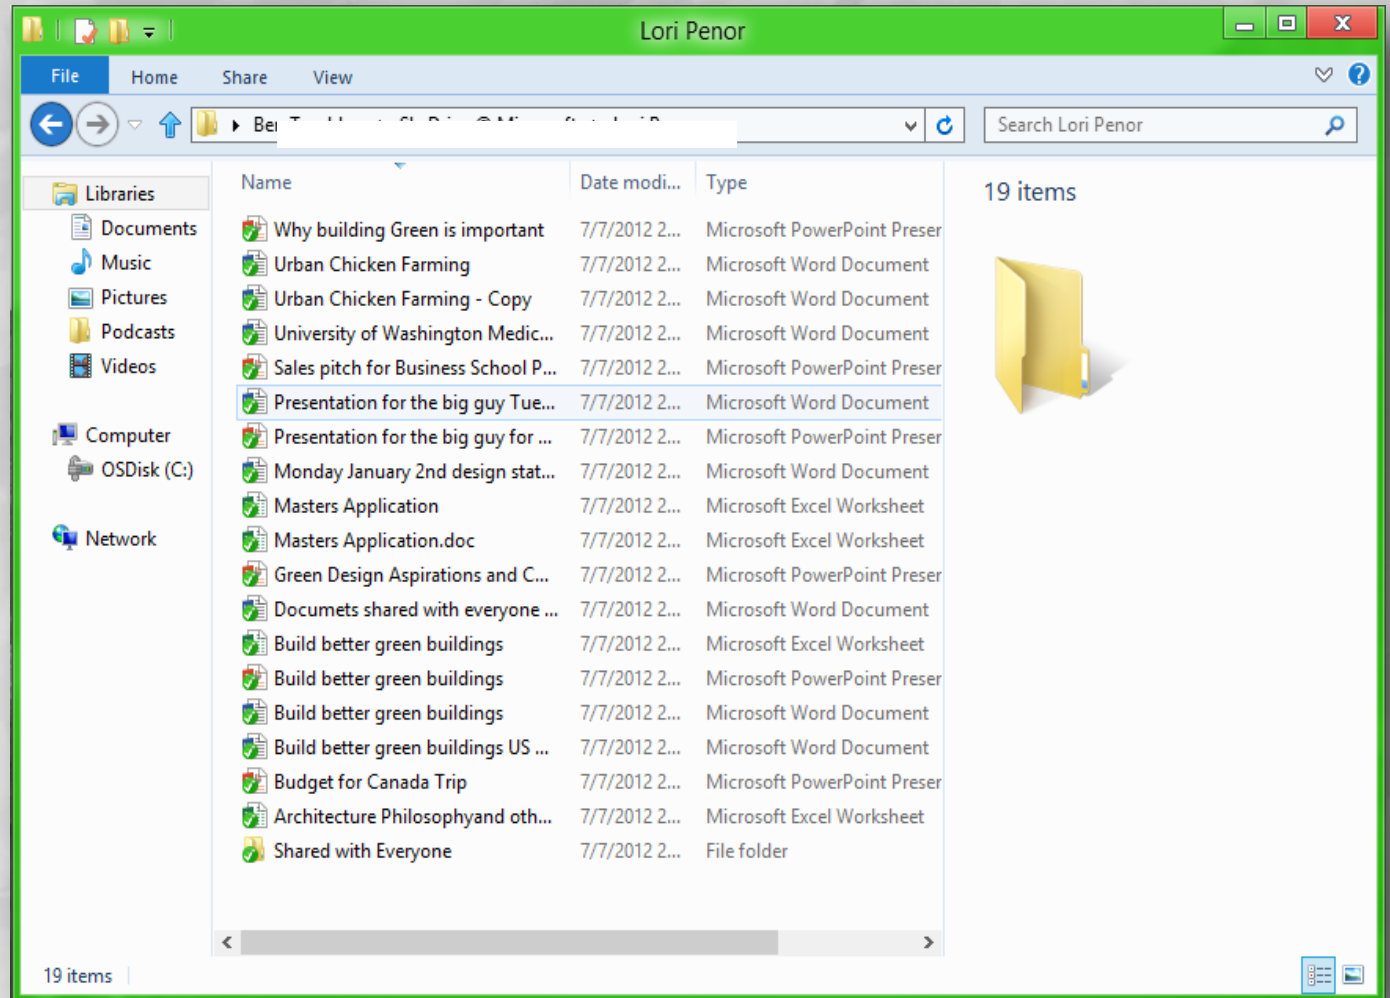 Lori Penor
File Home Share View
Search Lori Penor
Libraries
Documents
Music
Pictures
Podcasts
Videos
Computer
OSDisk (C:)
Network
Name Date modi... Type
Why building Green is important 7/7/2012 2... Microsoft PowerPoint Preser
Urban Chicken Farming 7/7/2012 2... Microsoft Word Document
Urban Chicken Farming - Copy 7/7/2012 2... Microsoft Word Document
University of Washington Medic... 7/7/2012 2... Microsoft Word Document
Sales pitch for Business School P... 7/7/2012 2... Microsoft PowerPoint Preser
Presentation for the big guy Tue... 7/7/2012 2... Microsoft Word Document
Presentation for the big guy for ... 7/7/2012 2... Microsoft PowerPoint Preser
Monday January 2nd design stat... 7/7/2012 2... Microsoft Word Document
Masters Application 7/7/2012 2... Microsoft Excel Worksheet
Masters Application.doc 7/7/2012 2... Microsoft Excel Worksheet
Green Design Aspirations and C... 7/7/2012 2... Microsoft PowerPoint Preser
Documets shared with everyone ... 7/7/2012 2... Microsoft Word Document
Build better green buildings 7/7/2012 2... Microsoft Excel Worksheet
Build better green buildings 7/7/2012 2... Microsoft PowerPoint Preser
Build better green buildings 7/7/2012 2... Microsoft Word Document
Build better green buildings US ... 7/7/2012 2... Microsoft Word Document
Budget for Canada Trip 7/7/2012 2... Microsoft PowerPoint Preser
Architecture Philosophyand oth... 7/7/2012 2... Microsoft Excel Worksheet
Shared with Everyone 7/7/2012 2... File folder
19 items
19 items